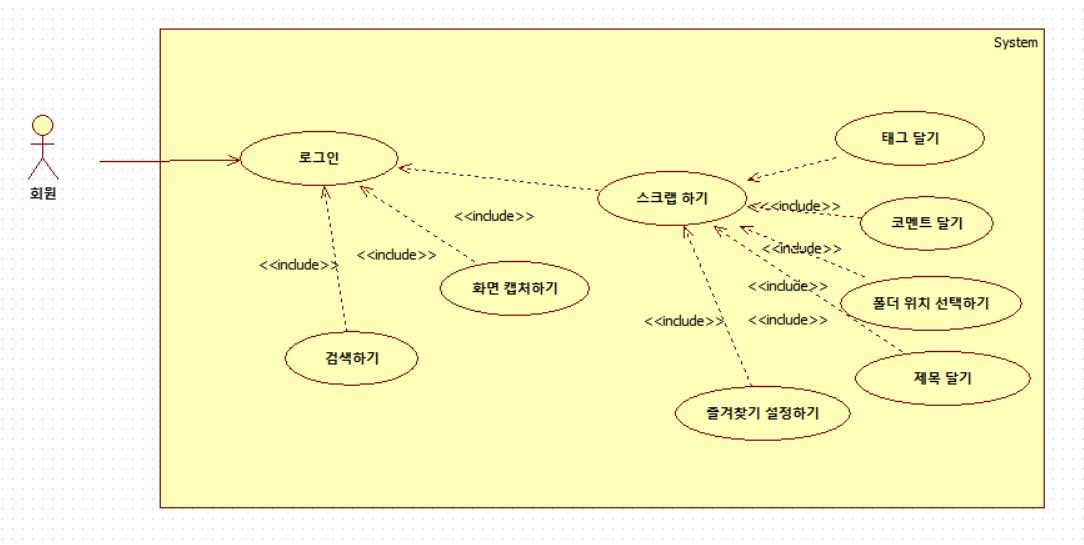 System
회원
로그인
태그 달기
스크랩 하기
<<include>>
<<include>>
코멘트 달기
<<include>>
<<include>>
<<include>>
화면 캡처하기
<<include>>
폴더 위치 선택하기
<<include>>
<<include>>
검색하기
제목 달기
즐겨찾기 설정하기